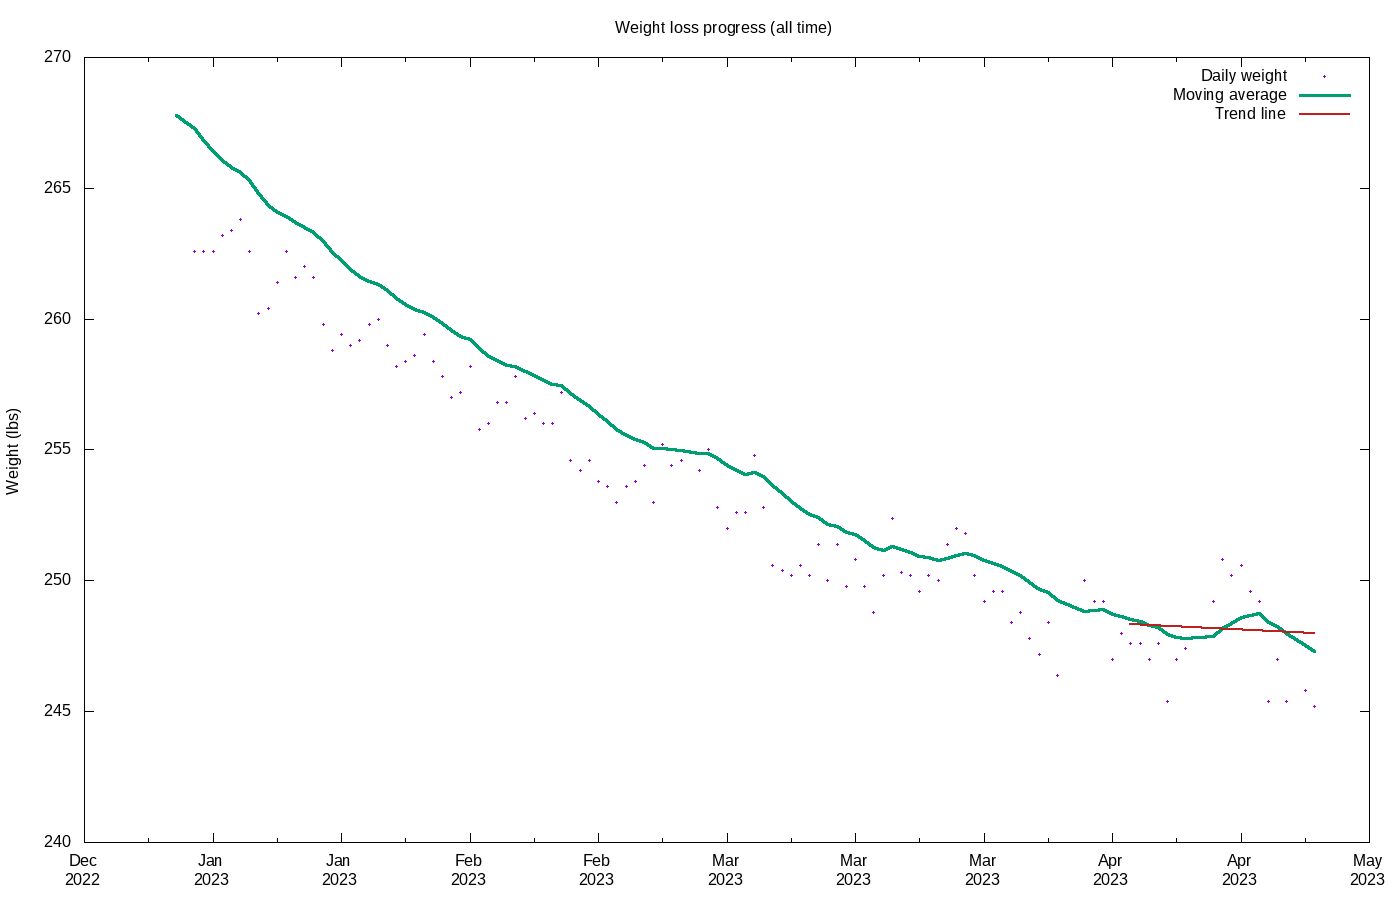 Weight loss progress (all time)
Daily weight
Moving average
Trend line
270
265
260
255
250
245
240
Weight (lbs)
Dec Jan Jan Feb Feb Mar Mar Mar Apr Apr May
2022 2023 2023 2023 2023 2023 2023 2023 2023 2023 2023